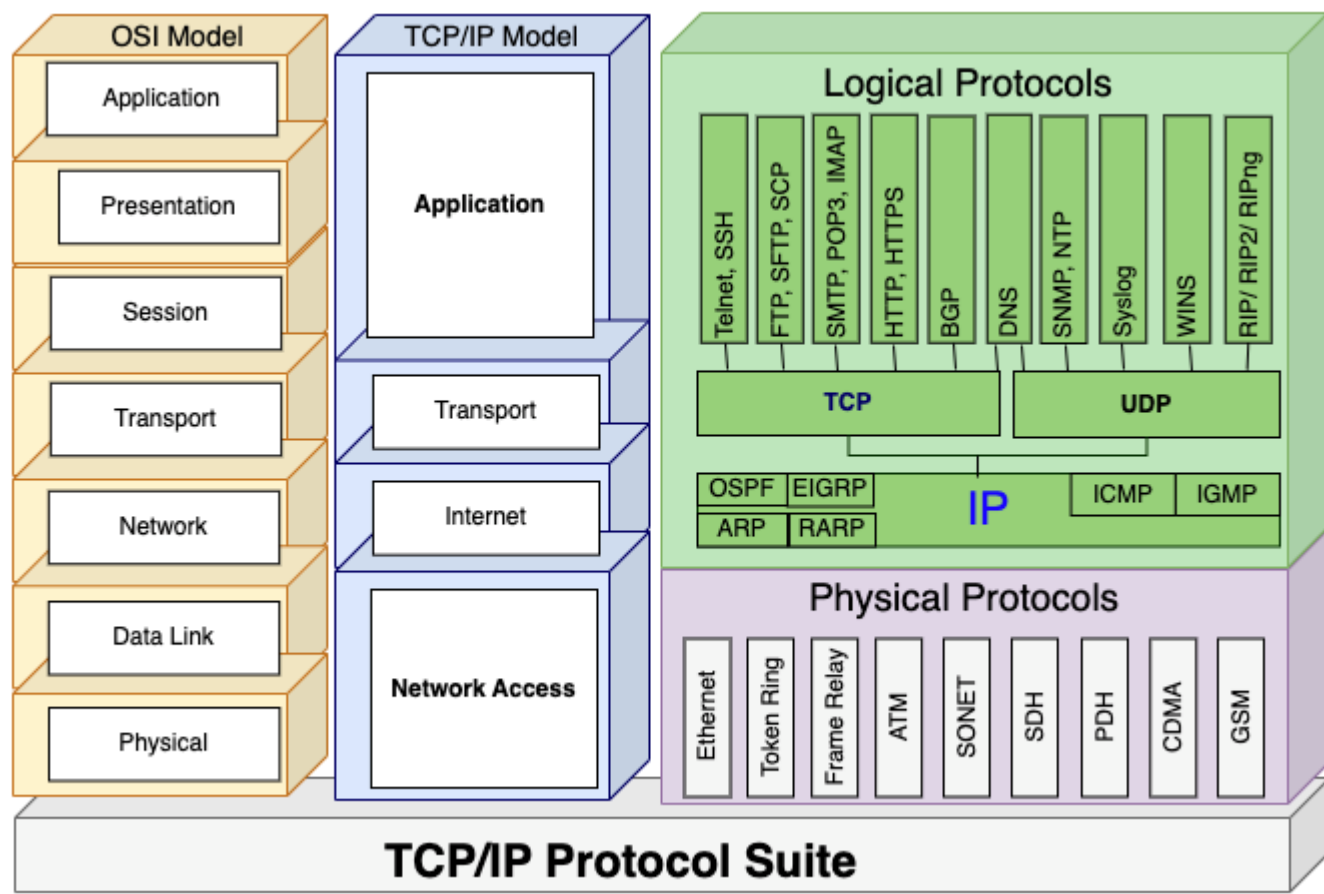 OSI Model
Application
Presentation
Session
Transport
Network
Data Link
Physical
TCP/IP Model
Application
Transport
Internet
Network Access
Logical Protocols
Telnet, SSH
FTP, SFTP, SCP
SMTP, POP3, IMAP
HTTP, HTTPS
BGP
DNS
SNMP, NTP
Syslog
WINS
RIP/ RIP2/ RIPng
TCP
UDP
OSPF
EIGRP
IP
ICMP
IGMP
ARP
RARP
Physical Protocols
Ethernet
Token Ring
Frame Relay
ATM
SONET
SDH
PDH
CDMA
GSM
TCP/IP Protocol Suite